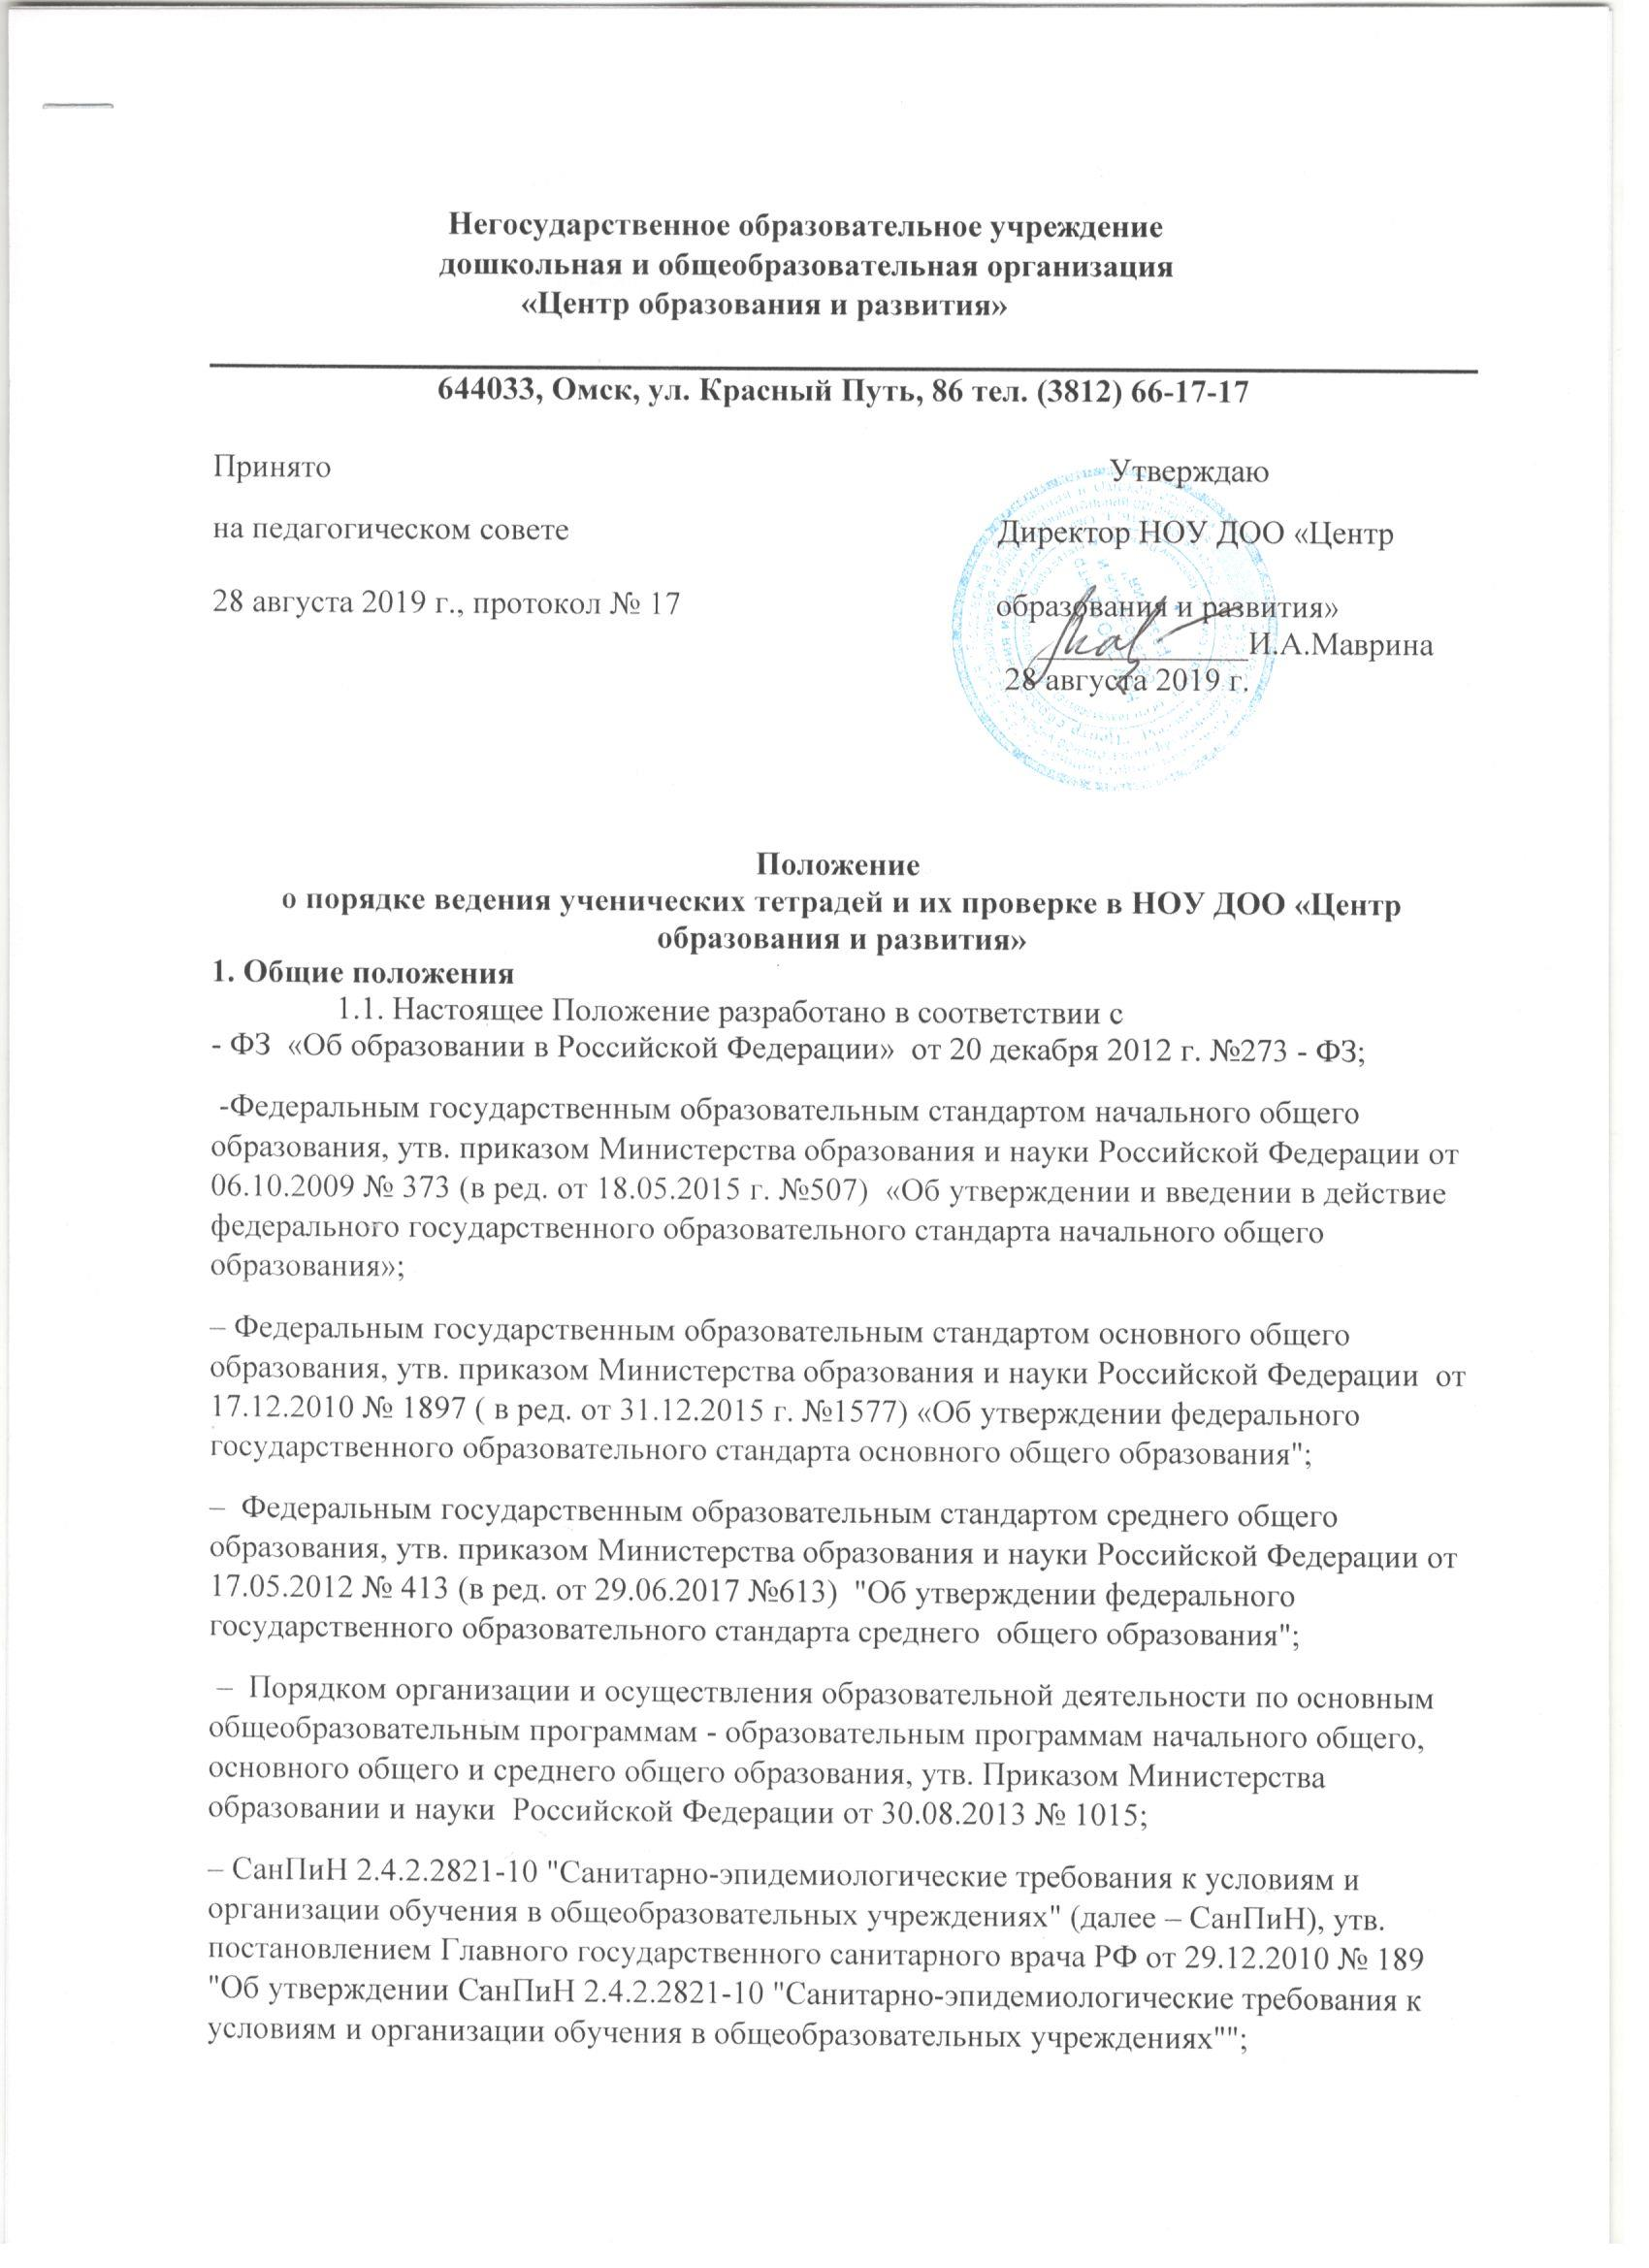 Негосударственное образовательное учреждение
дошкольная и общеобразовательная организация
«Центр образования и развития»
644033, Омск, ул. Красный Путь, 86 тел. (3812) 66-17-17
Принято
Утверждаю
на педагогическом совете
Директор НОУ ДОО «Центр
28 августа 2019 г., протокол № 17
образования и развития»
И.А.Маврина
28 августа 2019 г.
Положение
о порядке ведения ученических тетрадей и их проверке в НОУ ДОО «Центр
образования и развития»
1. Общие положения
1.1. Настоящее Положение разработано в соответствии с
- ФЗ «Об образовании в Российской Федерации» от 20 декабря 2012 г. №273 - ФЗ;
-Федеральным государственным образовательным стандартом начального общего
образования, утв. приказом Министерства образования и науки Российской Федерации от
06.10.2009 № 373 (в ред. от 18.05.2015 г. №507) «Об утверждении и введении в действие
федерального государственного образовательного стандарта начального общего
образования»;
– Федеральным государственным образовательным стандартом основного общего
образования, утв. приказом Министерства образования и науки Российской Федерации от
17.12.2010 № 1897 ( в ред. от 31.12.2015 г. №1577) «Об утверждении федерального
государственного образовательного стандарта основного общего образования";
– Федеральным государственным образовательным стандартом среднего общего
образования, утв. приказом Министерства образования и науки Российской Федерации от
17.05.2012 № 413 (в ред. от 29.06.2017 №613) "Об утверждении федерального
государственного образовательного стандарта среднего общего образования";
– Порядком организации и осуществления образовательной деятельности по основным
общеобразовательным программам - образовательным программам начального общего,
основного общего и среднего общего образования, утв. Приказом Министерства
образовании и науки Российской Федерации от 30.08.2013 № 1015;
– СанПиН 2.4.2.2821-10 "Санитарно-эпидемиологические требования к условиям и
организации обучения в общеобразовательных учреждениях" (далее – СанПиН), утв.
постановлением Главного государственного санитарного врача РФ от 29.12.2010 № 189
"Об утверждении СанПиН 2.4.2.2821-10 "Санитарно-эпидемиологические требования к
условиям и организации обучения в общеобразовательных учреждениях"";